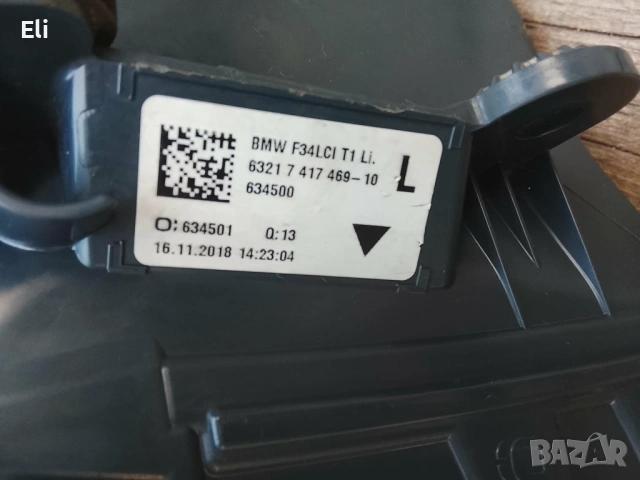 Eli
BMW F34LCI T1 Li.
6321 7 417 469-10 L
634500
O: 634501 Q: 13
16.11.2018 14:23:04
BAZAR